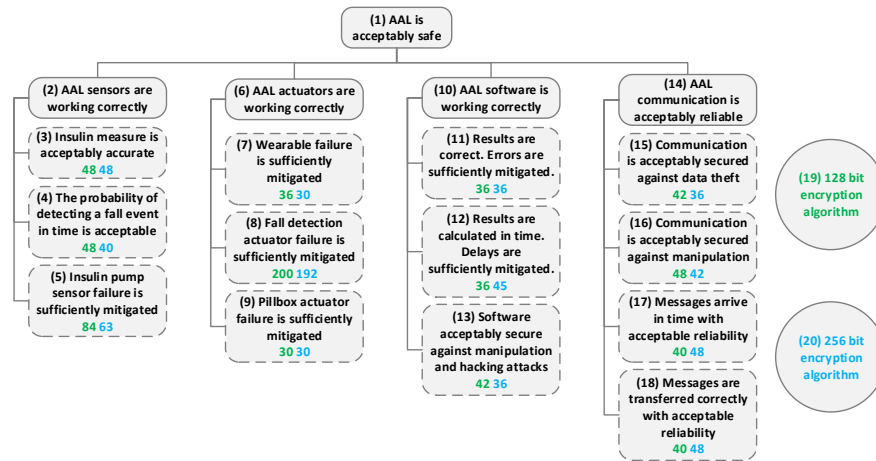 (1) AAL is
acceptably safe
(2) AAL sensors are
working correctly
(3) Insulin measure is
acceptably accurate
48 48
(4) The probability of
detecting a fall event
in time is acceptable
48 40
(5) Insulin pump
sensor failure is
sufficiently mitigated
84 63
(6) AAL actuators are
working correctly
(7) Wearable failure
is sufficiently
mitigated
36 30
(8) Fall detection
actuator failure is
sufficiently mitigated
200 192
(9) Pillbox actuator
failure is sufficiently
mitigated
30 30
(10) AAL software is
working correctly
(11) Results are
correct. Errors are
sufficiently mitigated.
36 36
(12) Results are
calculated in time.
Delays are
sufficiently mitigated.
36 45
(13) Software
acceptably secure
against manipulation
and hacking attacks
42 36
(14) AAL
communication is
acceptably reliable
(15) Communication
is acceptably secured
against data theft
42 36
(16) Communication
is acceptably secured
against manipulation
48 42
(17) Messages arrive
in time with
acceptable reliability
40 48
(18) Messages are
transferred correctly
with acceptable
reliability
40 48
(19) 128 bit
encryption
algorithm
(20) 256 bit
encryption
algorithm